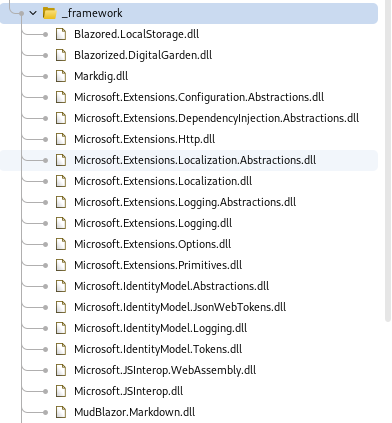 _framework
Blazored.LocalStorage.dll
Blazorized.DigitalGarden.dll
Markdig.dll
Microsoft.Extensions.Configuration.Abstractions.dll
Microsoft.Extensions.DependencyInjection.Abstractions.dll
Microsoft.Extensions.Http.dll
Microsoft.Extensions.Localization.Abstractions.dll
Microsoft.Extensions.Localization.dll
Microsoft.Extensions.Logging.Abstractions.dll
Microsoft.Extensions.Logging.dll
Microsoft.Extensions.Options.dll
Microsoft.Extensions.Primitives.dll
Microsoft.IdentityModel.Abstractions.dll
Microsoft.IdentityModel.JsonWebTokens.dll
Microsoft.IdentityModel.Logging.dll
Microsoft.IdentityModel.Tokens.dll
Microsoft.JSInterop.WebAssembly.dll
Microsoft.JSInterop.dll
MudBlazor.Markdown.dll